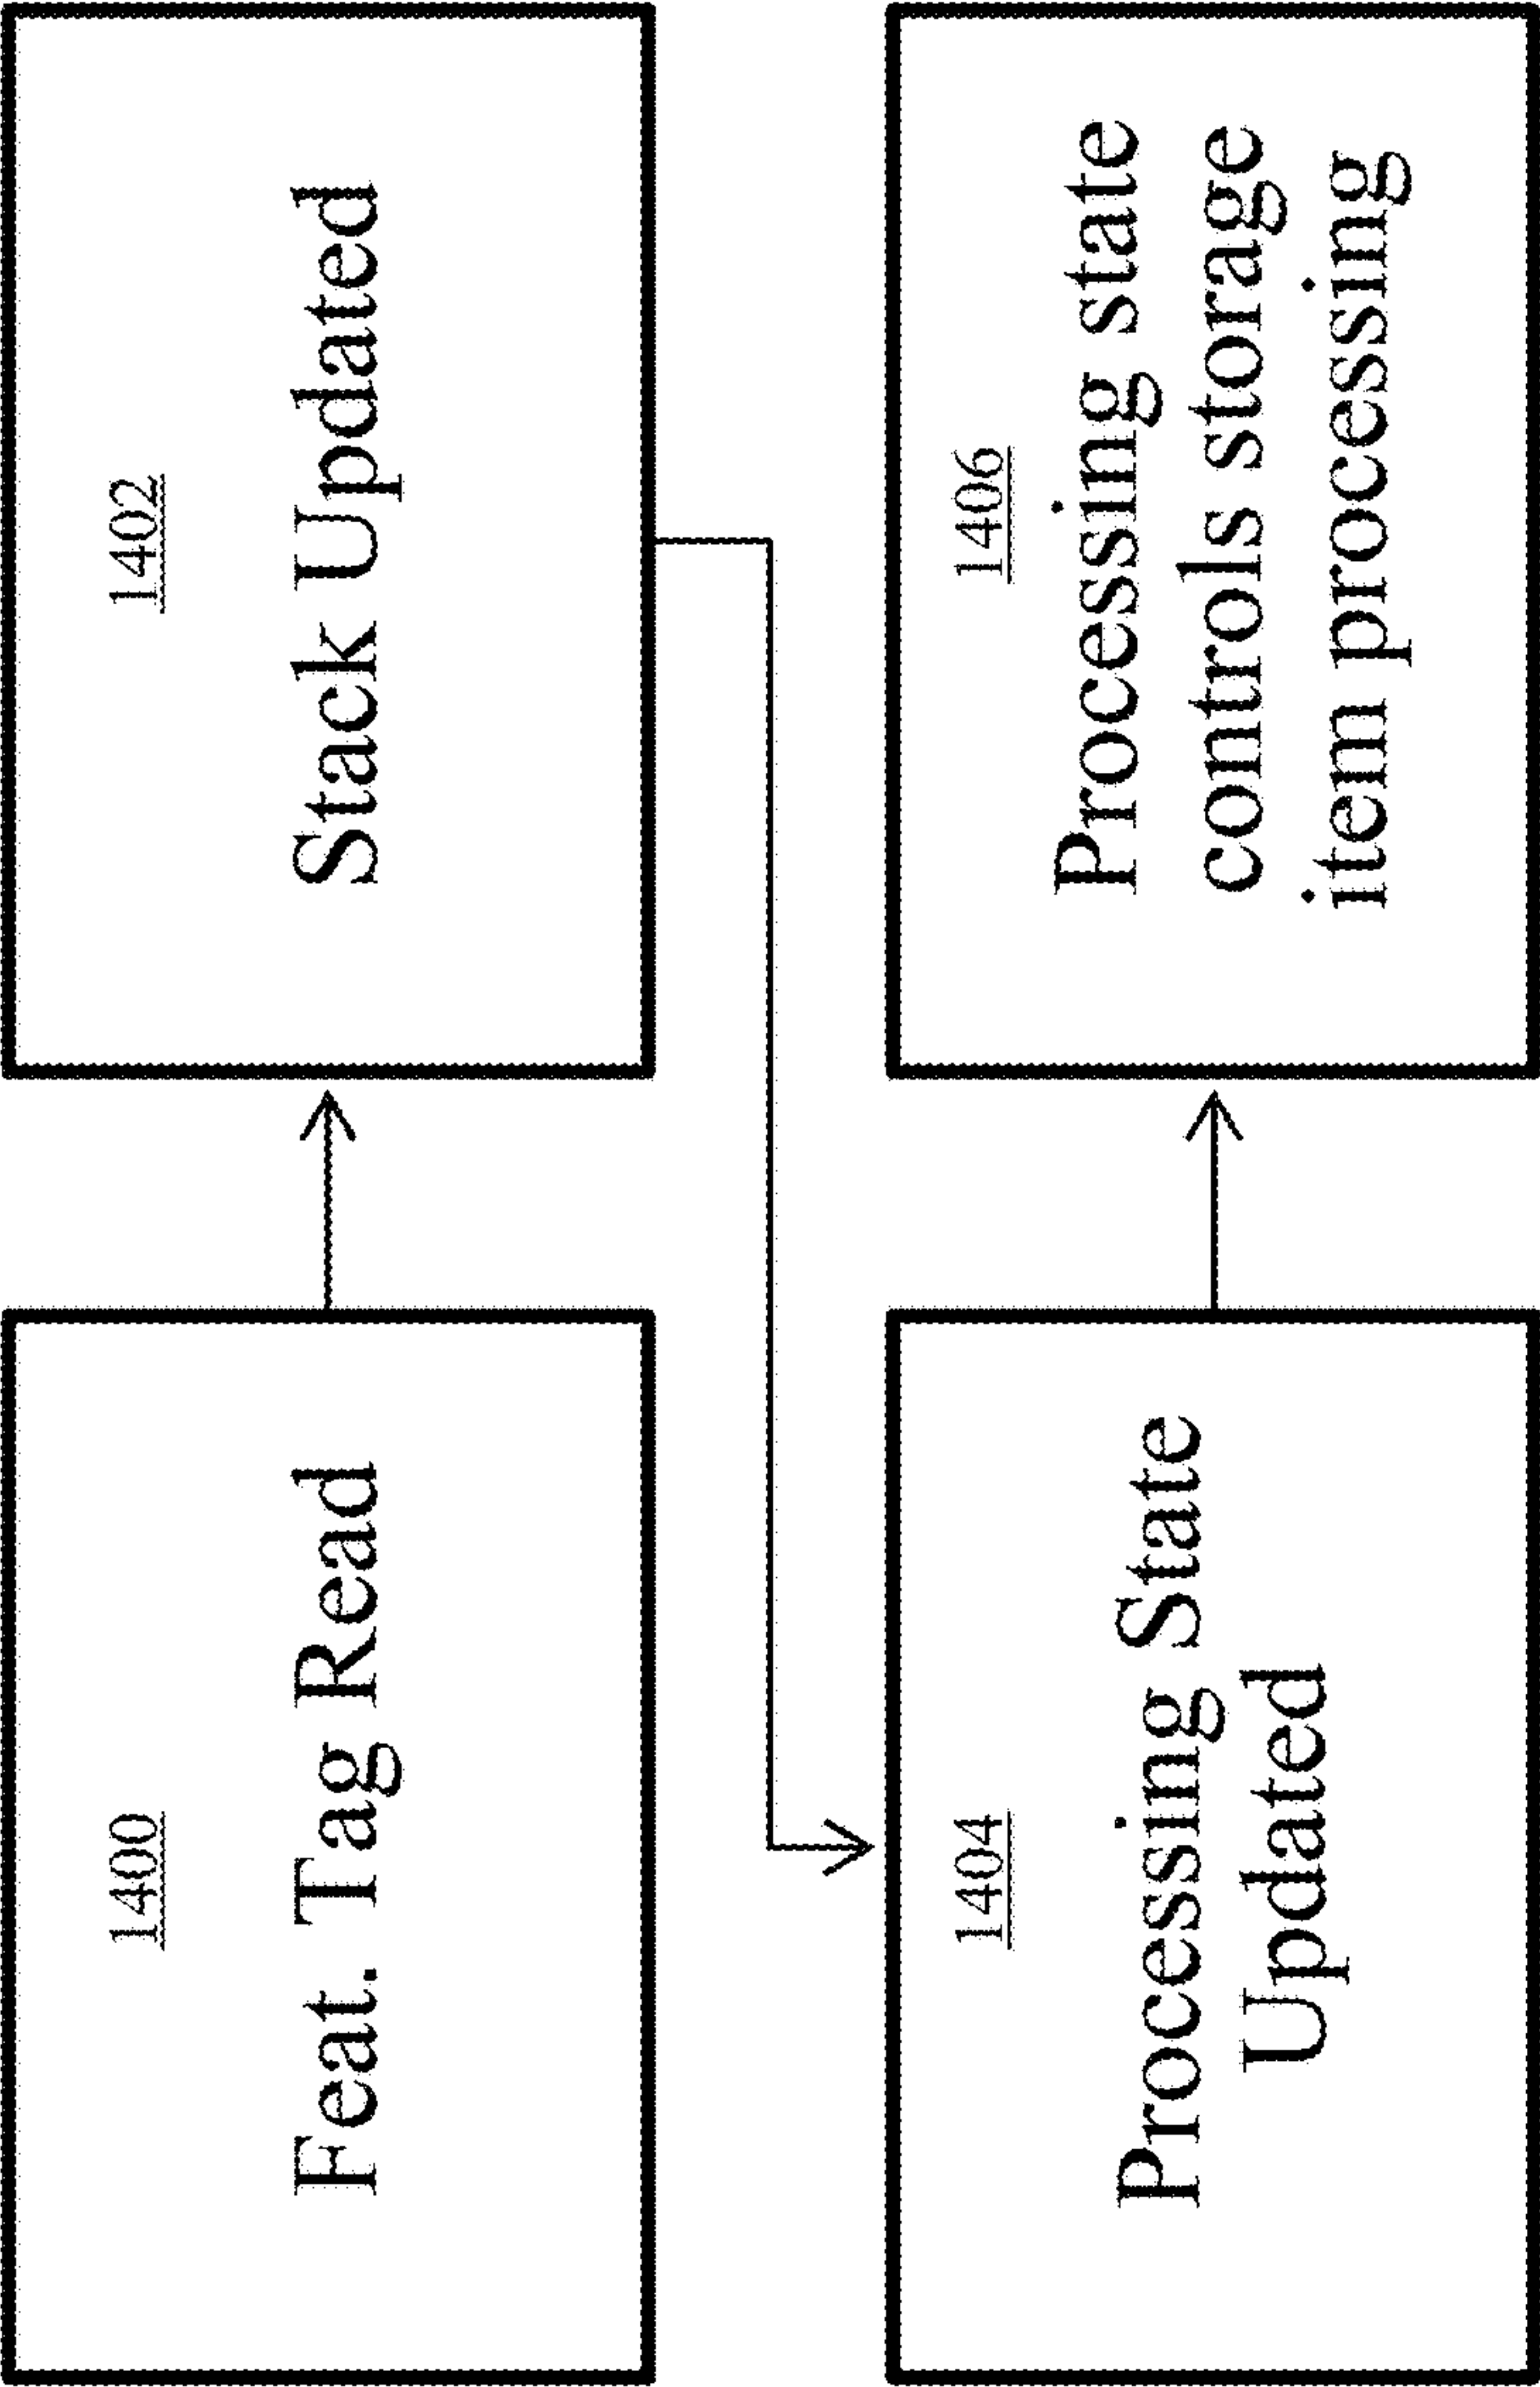 1400
Feat. Tag Read
1402
Stack Updated
1404
Processing State
Updated
1406
Processing state
controls storage
item processing